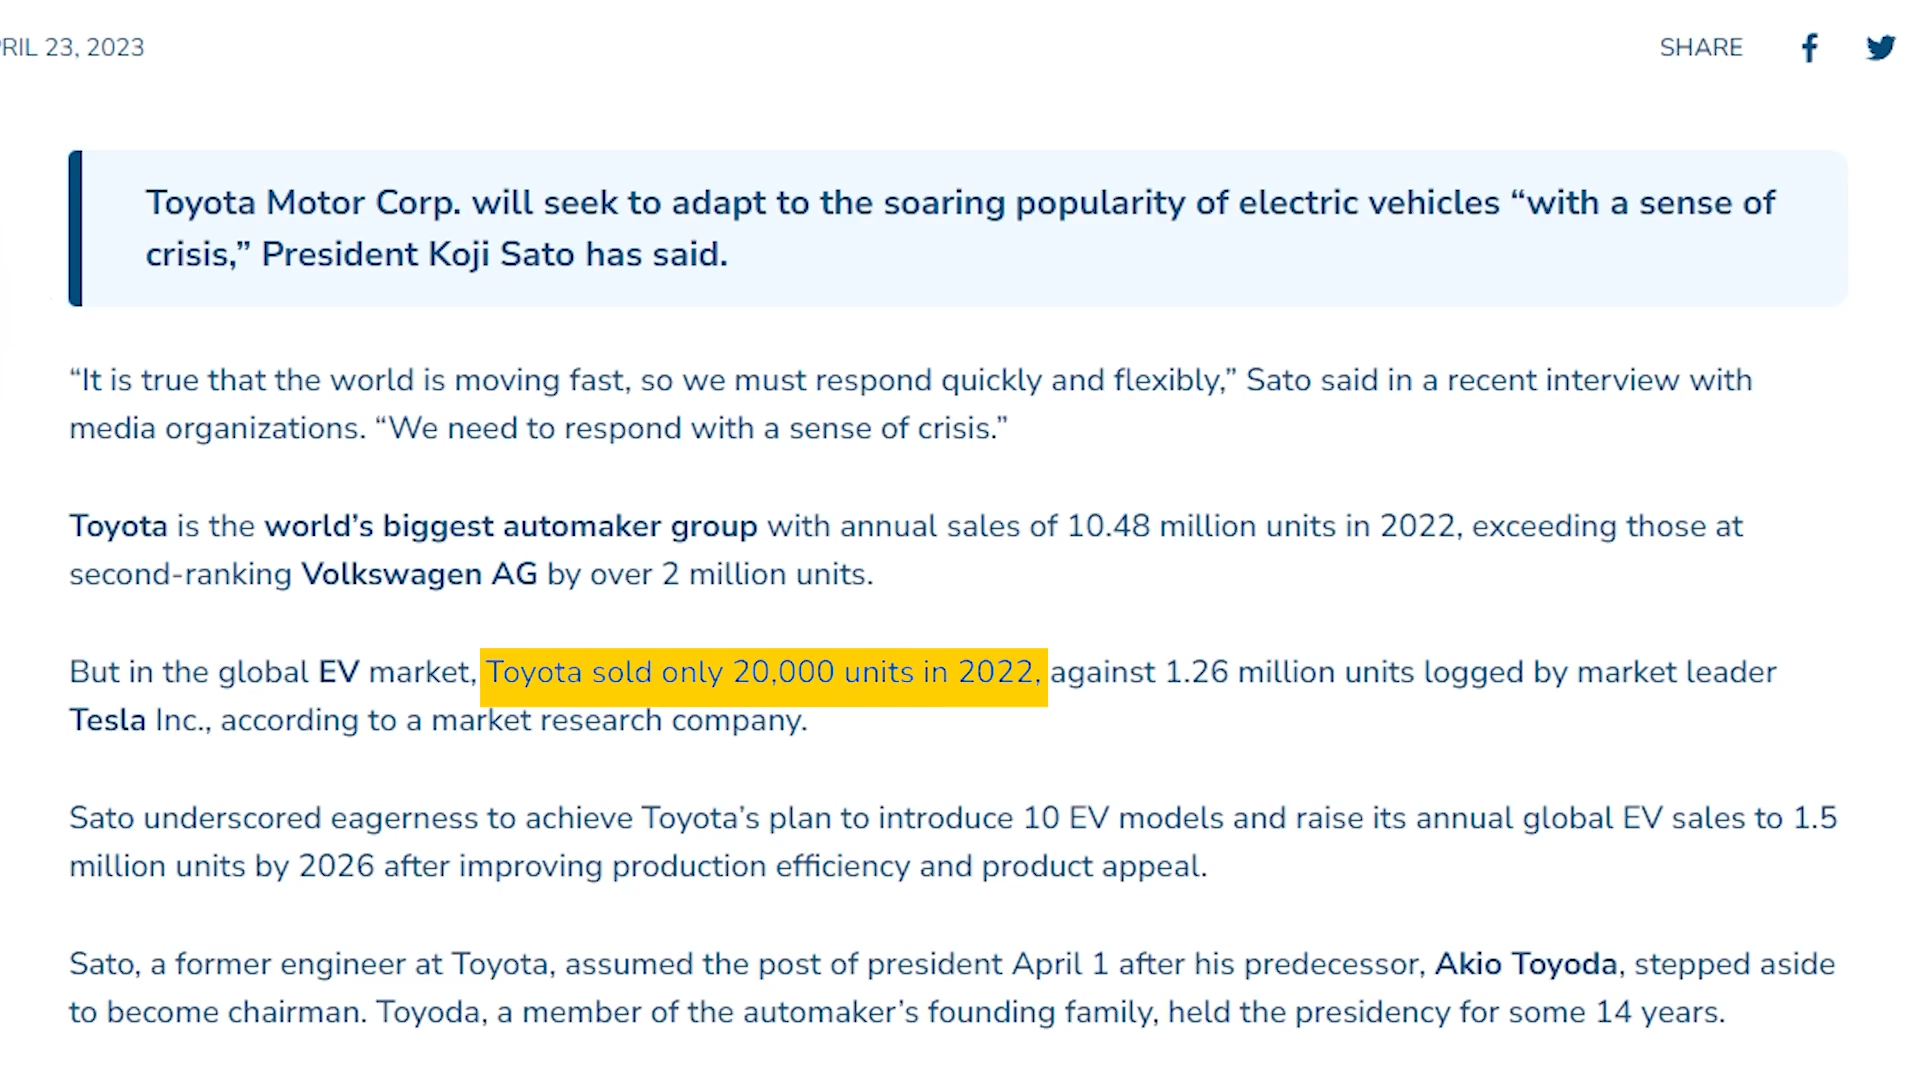 RIL 23, 2023
SHARE
Toyota Motor Corp. will seek to adapt to the soaring popularity of electric vehicles “with a sense of
crisis,” President Koji Sato has said.
“It is true that the world is moving fast, so we must respond quickly and flexibly,” Sato said in a recent interview with
media organizations. “We need to respond with a sense of crisis.”
Toyota is the world’s biggest automaker group with annual sales of 10.48 million units in 2022, exceeding those at
second-ranking Volkswagen AG by over 2 million units.
But in the global EV market, Toyota sold only 20,000 units in 2022, against 1.26 million units logged by market leader
Tesla Inc., according to a market research company.
Sato underscored eagerness to achieve Toyota’s plan to introduce 10 EV models and raise its annual global EV sales to 1.5
million units by 2026 after improving production efficiency and product appeal.
Sato, a former engineer at Toyota, assumed the post of president April 1 after his predecessor, Akio Toyoda, stepped aside
to become chairman. Toyoda, a member of the automaker’s founding family, held the presidency for some 14 years.